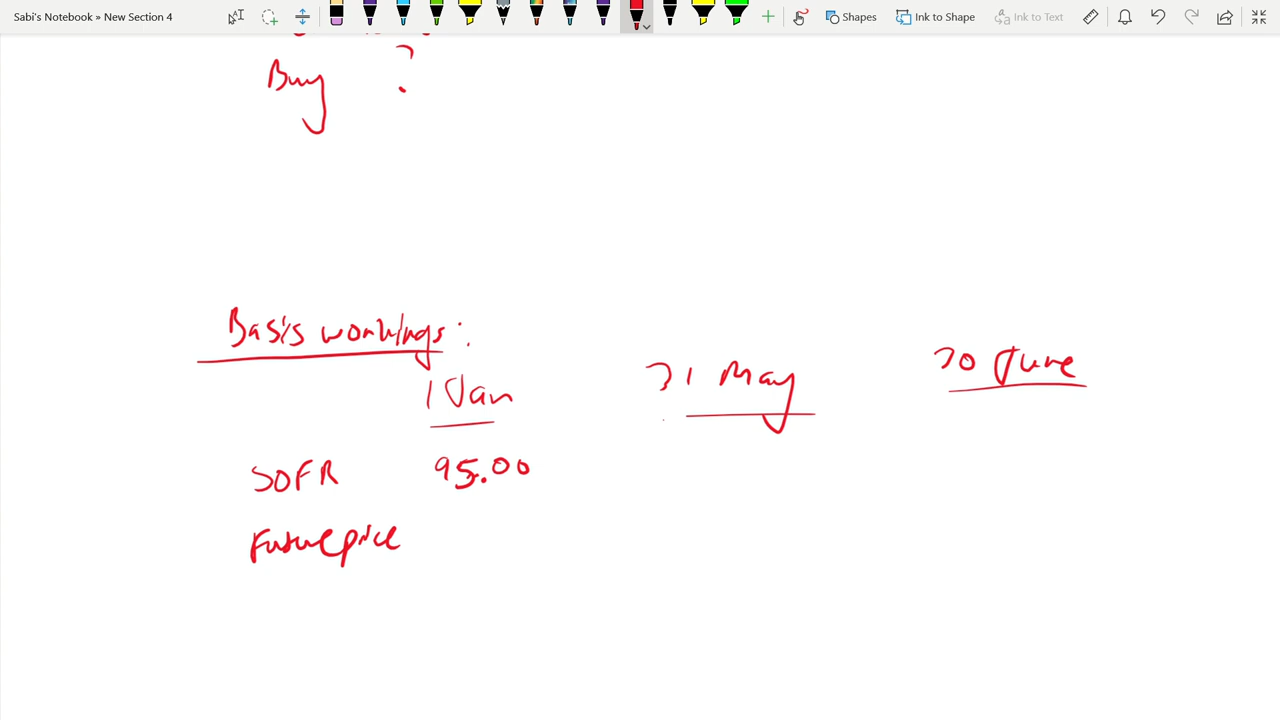 Sabi's Notebook » New Section 4
Shapes
Ink to Shape
Ink to Text
Buy ?
Basis workings:
1 Jan 31 May 30 June
SOFR 95.00
Future price